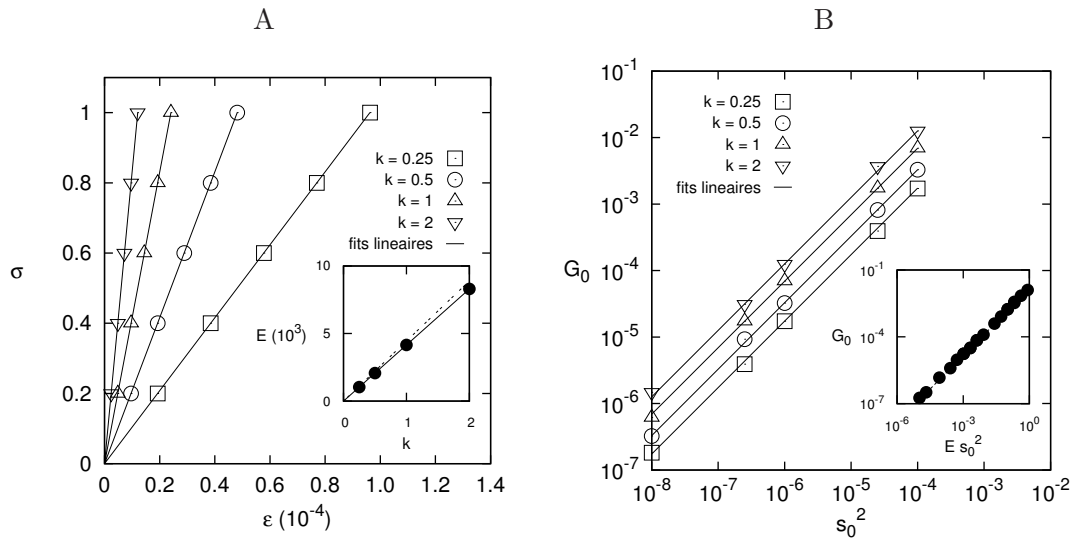 A
B
1
0.8
0.6
0.4
0.2
0
σ
0 0.2 0.4 0.6 0.8 1.0 1.2 1.4
ε (10⁻⁴)
k = 0.25
k = 0.5
k = 1
k = 2
fits lineaires
10
5
0
E (10³)
0 1 2
k
10⁻¹
10⁻²
10⁻³
10⁻⁴
10⁻⁵
10⁻⁶
10⁻⁷
G₀
10⁻⁸ 10⁻⁷ 10⁻⁶ 10⁻⁵ 10⁻⁴ 10⁻³ 10⁻²
s₀²
k = 0.25
k = 0.5
k = 1
k = 2
fits lineaires
10⁻¹
10⁻⁴
10⁻⁷
G₀
10⁻⁶ 10⁻³ 10⁰
E s₀²